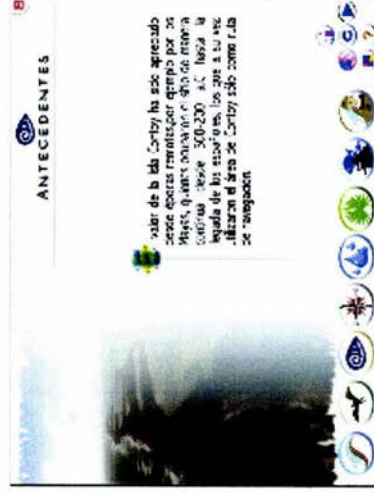 ANTECEDENTES
valor de la Isla Contoy ha sido apreciado
desde épocas remotas, por ejemplo por los
Mayas, quienes ocuparon el sitio de manera
continua desde 300-200 a.C. hasta la
llegada de los españoles, los que a su vez
utilizaron el área de Contoy sólo como ruta
de navegación